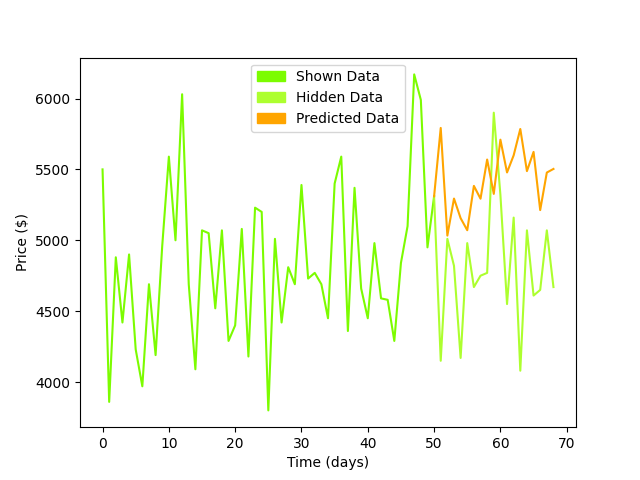 Shown Data
Hidden Data
Predicted Data
6000
5500
5000
4500
4000
Price ($)
0 10 20 30 40 50 60 70
Time (days)